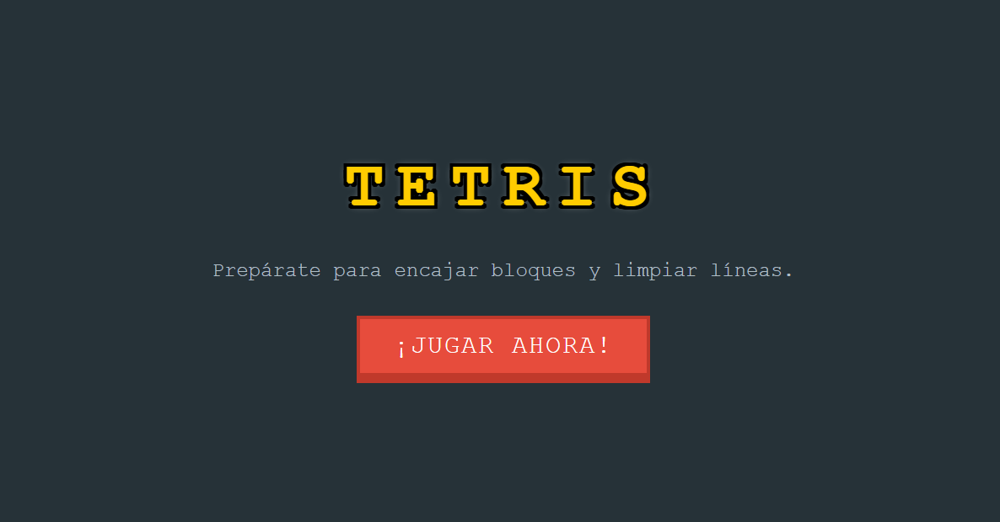 TETRIS
Prepárate para encajar bloques y limpiar líneas.
¡JUGAR AHORA!